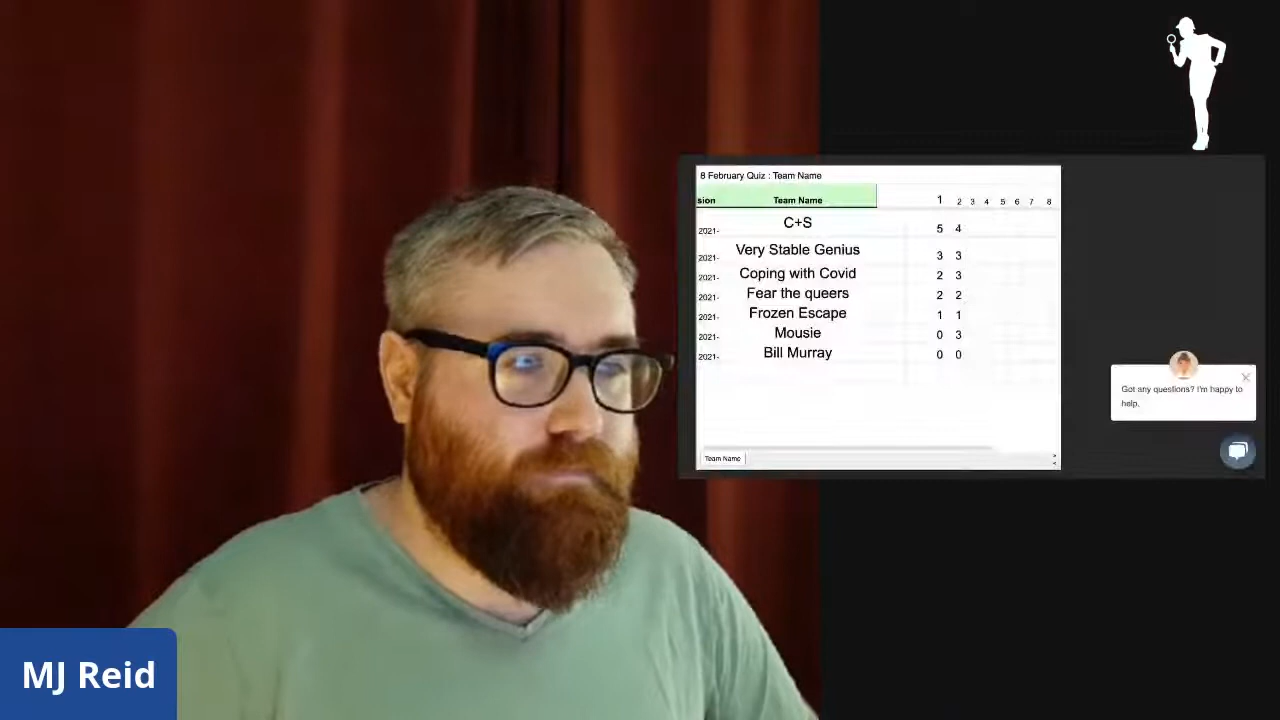 8 February Quiz : Team Name
sion Team Name 1 2 3 4 5 6 7 8
2021- C+S 5 4
2021- Very Stable Genius 3 3
2021- Coping with Covid 2 3
2021- Fear the queers 2 2
2021- Frozen Escape 1 1
2021- Mousie 0 3
2021- Bill Murray 0 0
Team Name
Got any questions? I'm happy to
help.
MJ Reid